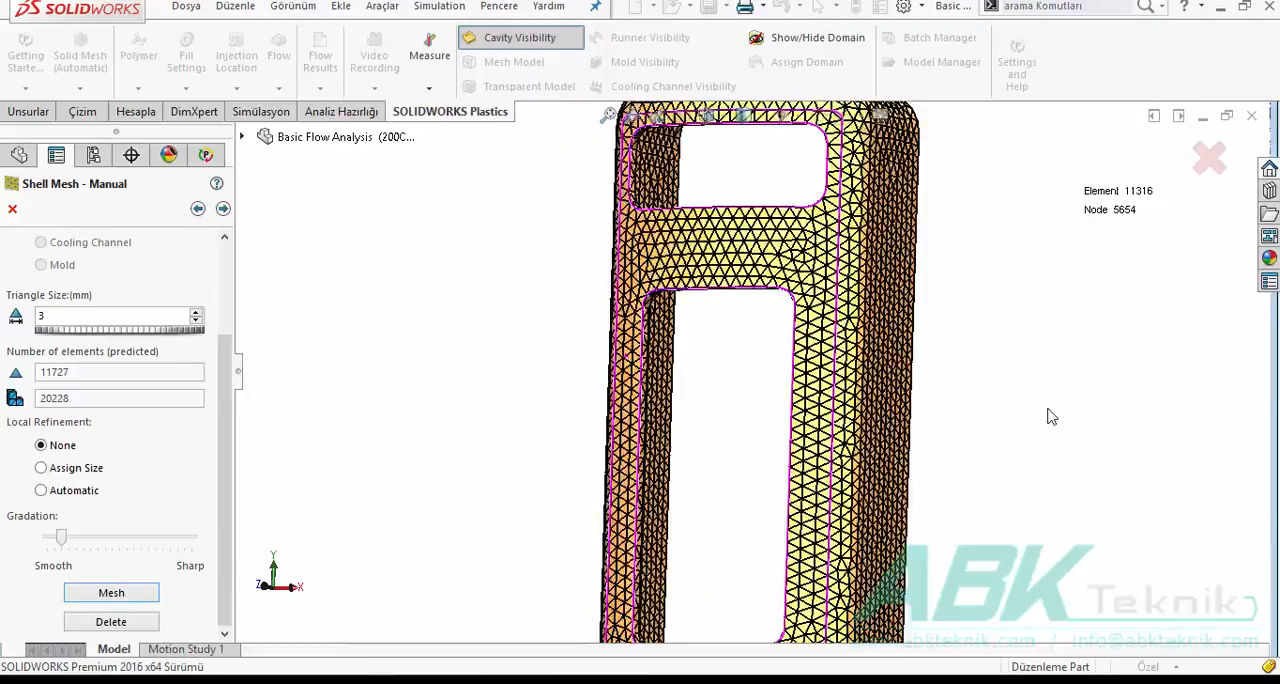 SOLIDWORKS
Dosya Düzenle Görünüm Ekle Araçlar Simulation Pencere Yardım
Basic ...
arama Komutları
Getting Starte...
Solid Mesh (Automatic)
Polymer
Fill Settings
Injection Location
Flow
Flow Results
Video Recording
Measure
Cavity Visibility
Mesh Model
Transparent Model
Runner Visibility
Mold Visibility
Cooling Channel Visibility
Show/Hide Domain
Assign Domain
Batch Manager
Model Manager
Settings and Help
Unsurlar Çizim Hesapla DimXpert Simülasyon Analiz Hazırlığı SOLIDWORKS Plastics
Basic Flow Analysis (200C...
Shell Mesh - Manual
Cooling Channel
Mold
Triangle Size:(mm)
3
Number of elements (predicted)
11727
20228
Local Refinement:
None
Assign Size
Automatic
Gradation:
Smooth Sharp
Mesh
Delete
Element 11316
Node 5654
Y
Z X
ABK Teknik
abkteknik.com / info@abkteknik.com
Model Motion Study 1
SOLIDWORKS Premium 2016 x64 Sürümü
Düzenleme Part
Özel